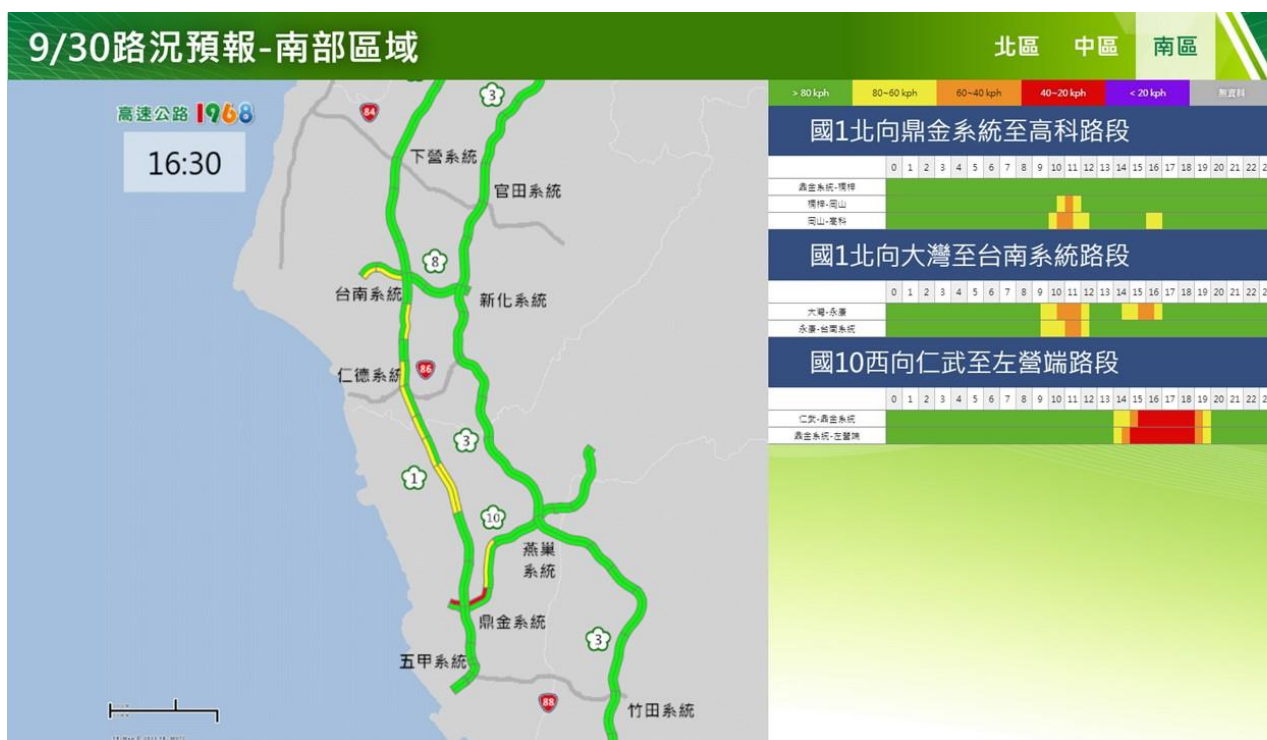 9/30路況預報-南部區域
北區 中區 南區
高速公路1968
16:30
3
84
下營系統
官田系統
8
台南系統
新化系統
仁德系統
86
3
1
10
燕巢
系統
鼎金系統
3
五甲系統
88
竹田系統
> 80 kph 80~60 kph 60~40 kph 40~20 kph < 20 kph 無資料
國1北向鼎金系統至高科路段
0 1 2 3 4 5 6 7 8 9 10 11 12 13 14 15 16 17 18 19 20 21 22
鼎金系統-楠梓
楠梓-岡山
岡山-高科
國1北向大灣至台南系統路段
0 1 2 3 4 5 6 7 8 9 10 11 12 13 14 15 16 17 18 19 20 21 22
大灣-永康
永康-台南系統
國10西向仁武至左營端路段
0 1 2 3 4 5 6 7 8 9 10 11 12 13 14 15 16 17 18 19 20 21 22
仁武-鼎金系統
鼎金系統-左營端